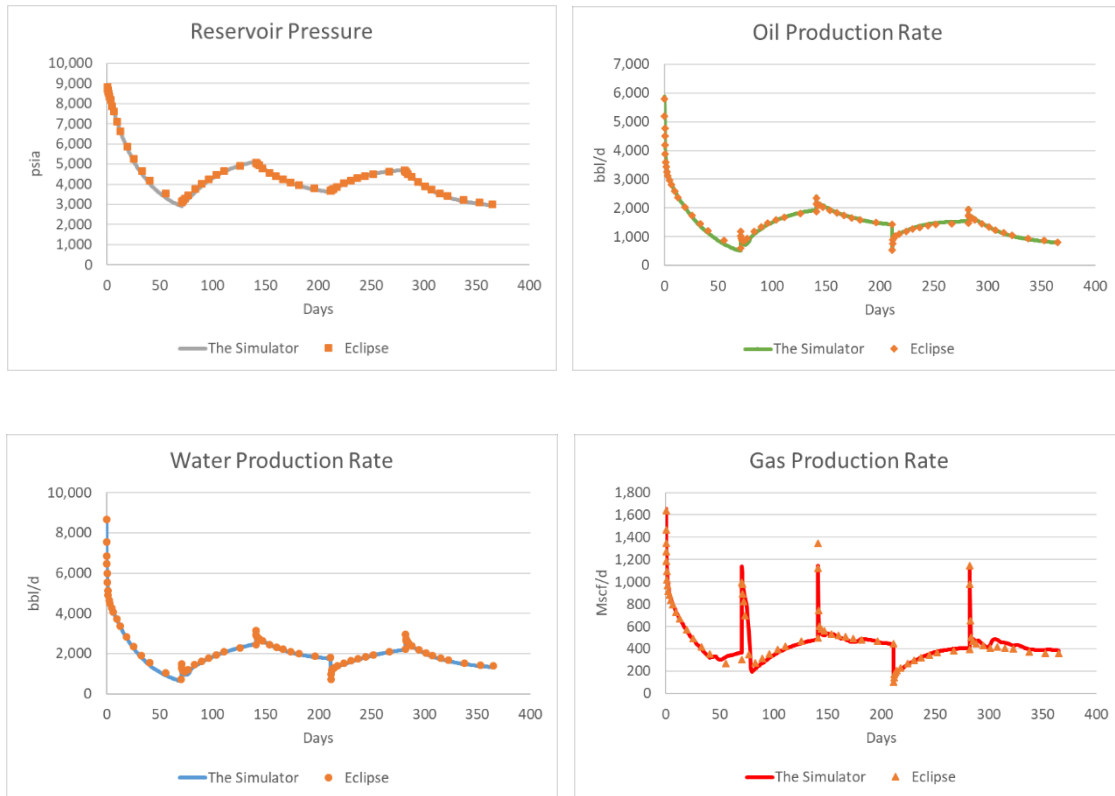 Reservoir Pressure
10,000
9,000
8,000
7,000
6,000
5,000
4,000
3,000
2,000
1,000
0
psia
0 50 100 150 200 250 300 350 400
Days
The Simulator Eclipse
Oil Production Rate
7,000
6,000
5,000
4,000
3,000
2,000
1,000
0
bbl/d
0 50 100 150 200 250 300 350 400
Days
The Simulator Eclipse
Water Production Rate
10,000
8,000
6,000
4,000
2,000
0
bbl/d
0 50 100 150 200 250 300 350 400
Days
The Simulator Eclipse
Gas Production Rate
1,800
1,600
1,400
1,200
1,000
800
600
400
200
0
Mscf/d
0 50 100 150 200 250 300 350 400
Days
The Simulator Eclipse